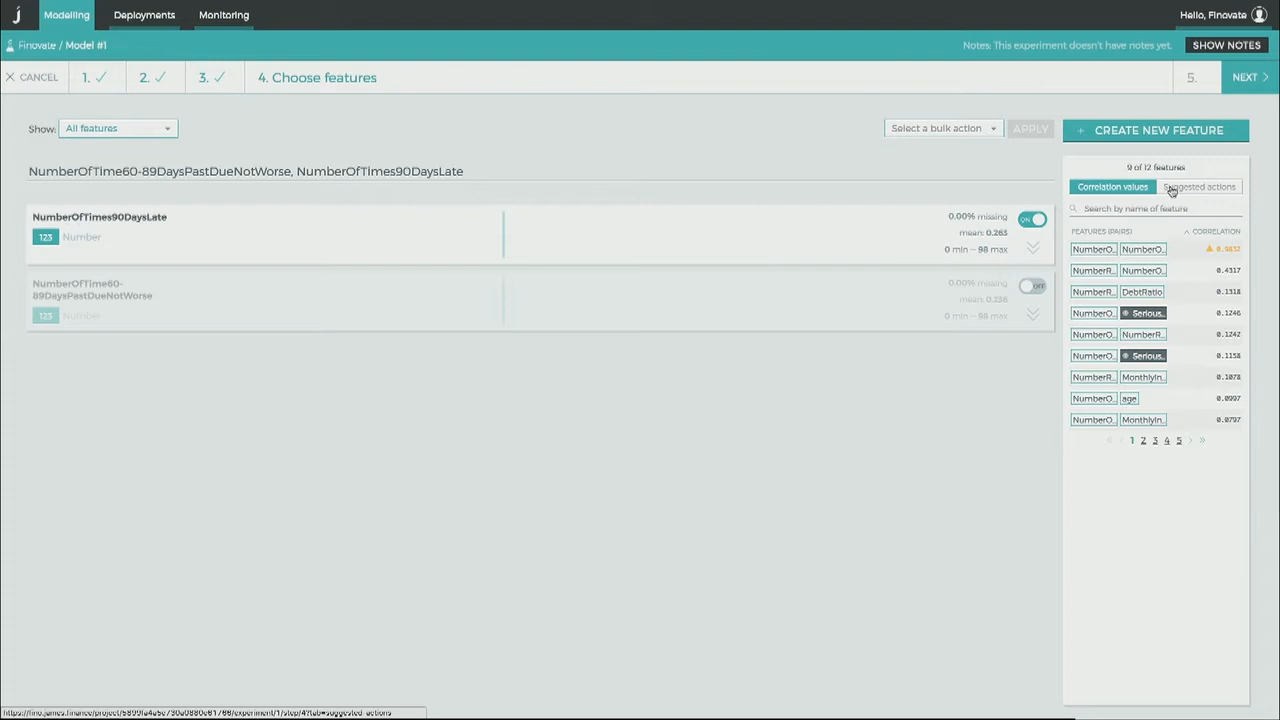 j Modelling Deployments Monitoring Hello, Finovate
Finovate / Model #1 Notes: This experiment doesn't have notes yet. SHOW NOTES
CANCEL 1. 2. 3. 4. Choose features 5. NEXT
Show: All features Select a bulk action APPLY + CREATE NEW FEATURE
NumberOfTime60-89DaysPastDueNotWorse, NumberOfTimes90DaysLate
NumberOfTimes90DaysLate
123 Number
0.00% missing ON
mean: 0.263
0 min — 98 max
NumberOfTime60-
89DaysPastDueNotWorse
123 Number
0.00% missing OFF
mean: 0.236
0 min — 98 max
9 of 12 features
Correlation values Suggested actions
Search by name of feature
FEATURES (PAIRS) CORRELATION
NumberO... NumberO...
NumberR... NumberO... 0.4317
NumberR... DebtRatio 0.1318
NumberO... Serious... 0.1246
NumberO... NumberR... 0.1242
NumberO... Serious... 0.1158
NumberR... MonthlyIn... 0.1078
NumberO... age 0.0997
NumberO... MonthlyIn... 0.0797
1 2 3 4 5